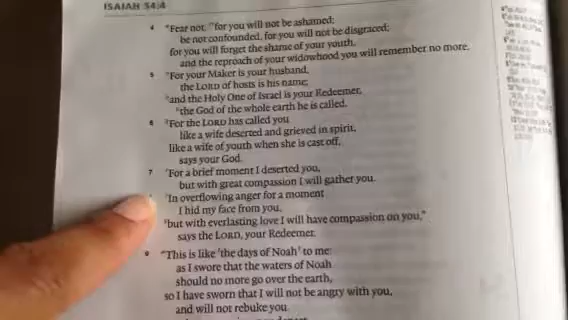 ISAIAH 54:4
4 "Fear not, for you will not be ashamed;
be not confounded, for you will not be disgraced;
for you will forget the shame of your youth,
and the reproach of your widowhood you will remember no more.
5 For your Maker is your husband,
the LORD of hosts is his name;
and the Holy One of Israel is your Redeemer,
the God of the whole earth he is called.
6 For the LORD has called you
like a wife deserted and grieved in spirit,
like a wife of youth when she is cast off,
says your God.
7 For a brief moment I deserted you,
but with great compassion I will gather you.
In overflowing anger for a moment
I hid my face from you,
but with everlasting love I will have compassion on you,"
says the LORD, your Redeemer.
9 "This is like the days of Noah to me:
as I swore that the waters of Noah
should no more go over the earth,
so I have sworn that I will not be angry with you,
and will not rebuke you.